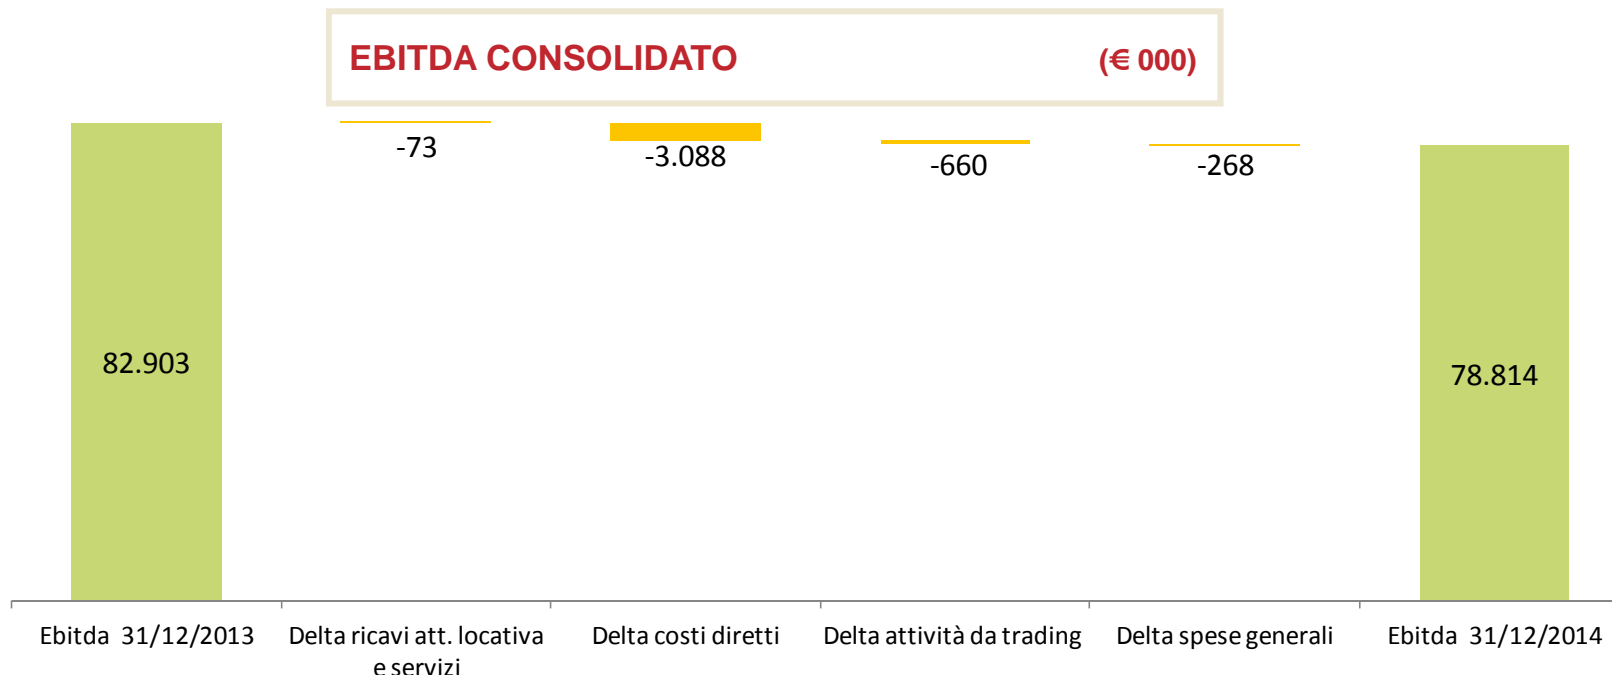 EBITDA CONSOLIDATO (€ 000)
-73
-3.088
-660
-268
82.903
78.814
Ebitda 31/12/2013
Delta ricavi att. locativa
e servizi
Delta costi diretti
Delta attività da trading
Delta spese generali
Ebitda 31/12/2014